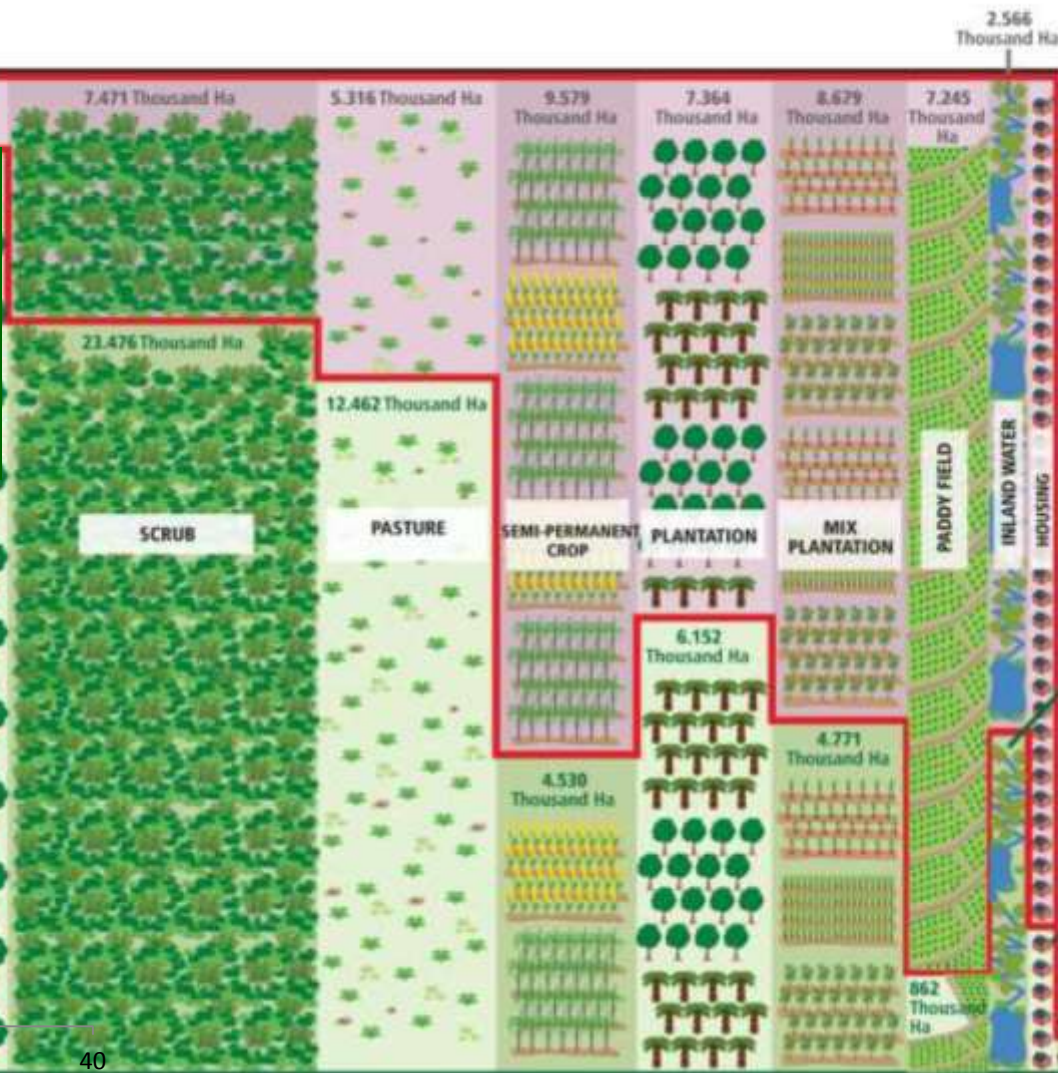 2.566
Thousand Ha
7.471 Thousand Ha
5.316 Thousand Ha
9.579
Thousand Ha
7.364
Thousand Ha
8.679
Thousand Ha
7.245
Thousand
Ha
23.476 Thousand Ha
12.462 Thousand Ha
SCRUB
PASTURE
SEMI-PERMANENT
CROP
PLANTATION
MIX
PLANTATION
PADDY FIELD
INLAND WATER
HOUSING
6.152
Thousand Ha
4.771
Thousand Ha
4.530
Thousand Ha
862
Thousand
Ha
40